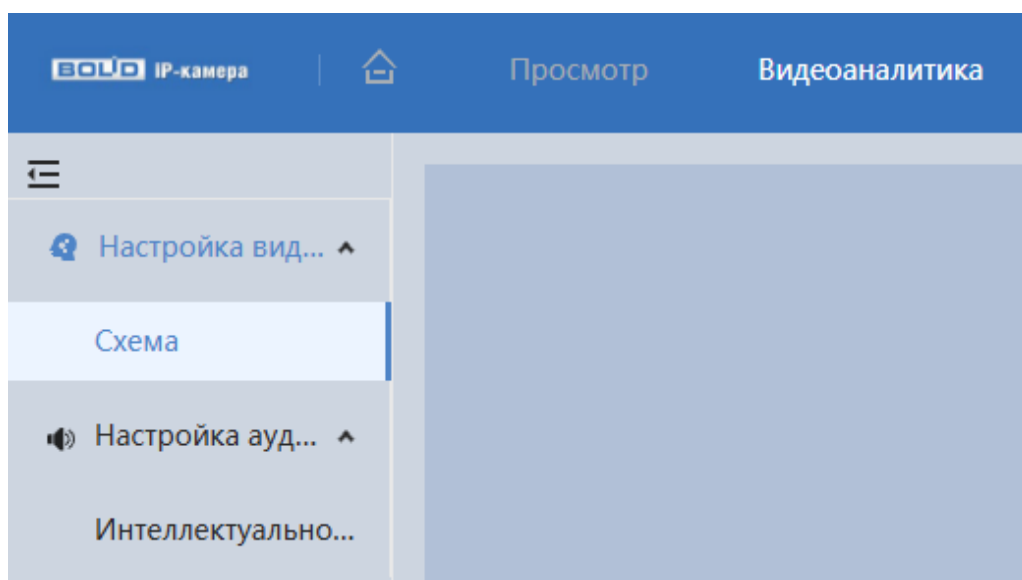 BOLID IP-камера
Просмотр
Видеоаналитика
Настройка вид...
Схема
Настройка ауд...
Интеллектуально...